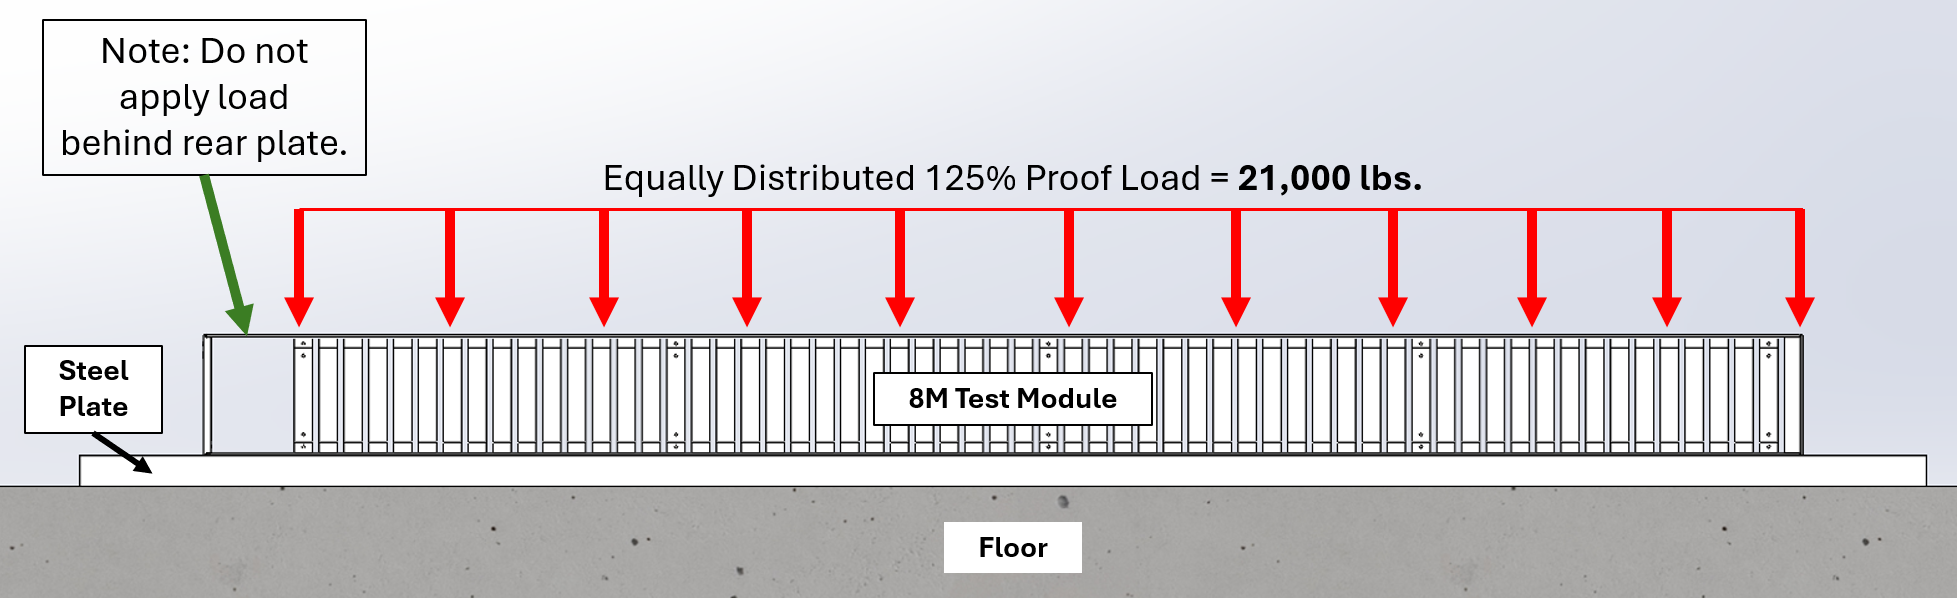 Note: Do not
apply load
behind rear plate.
Equally Distributed 125% Proof Load = 21,000 lbs.
Steel
Plate
8M Test Module
Floor